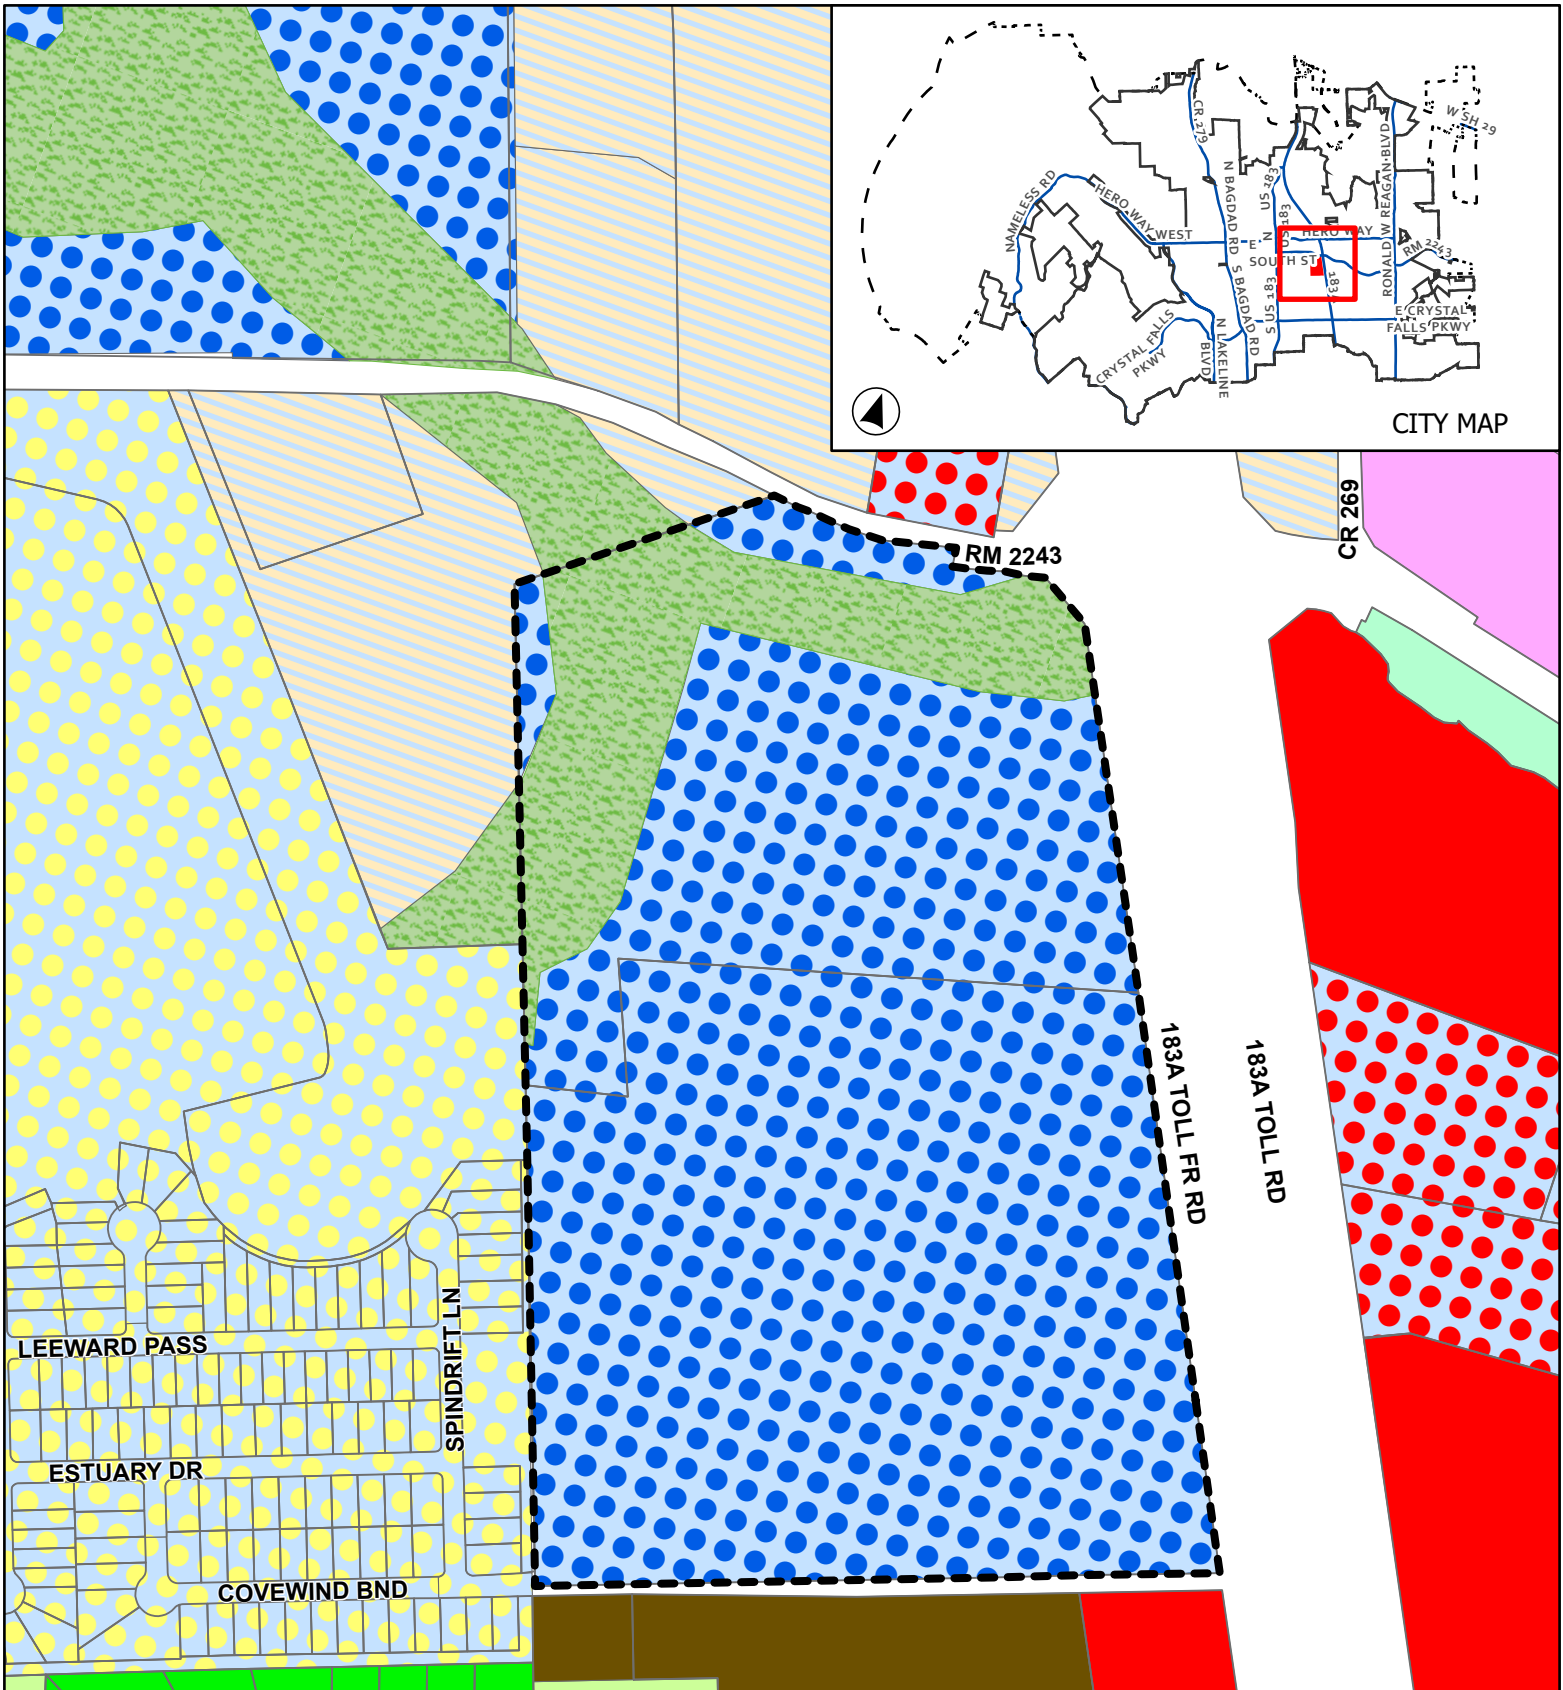 CR 279
W SH 29
NAMELESS RD
HERO WAY
WEST
N BAGDAD RD
US 183
N
US 183
E
HERO WAY
SOUTH ST
183A
RONALD W REAGAN BLVD
RM 2243
S US 183
S BAGDAD RD
E CRYSTAL
FALLS PKWY
CRYSTAL FALLS
PKWY
N LAKELINE
BLVD
CITY MAP
CR 269
RM 2243
183A TOLL FR RD
183A TOLL RD
LEEWARD PASS
SPINDRIFT LN
ESTUARY DR
COVEWIND BND